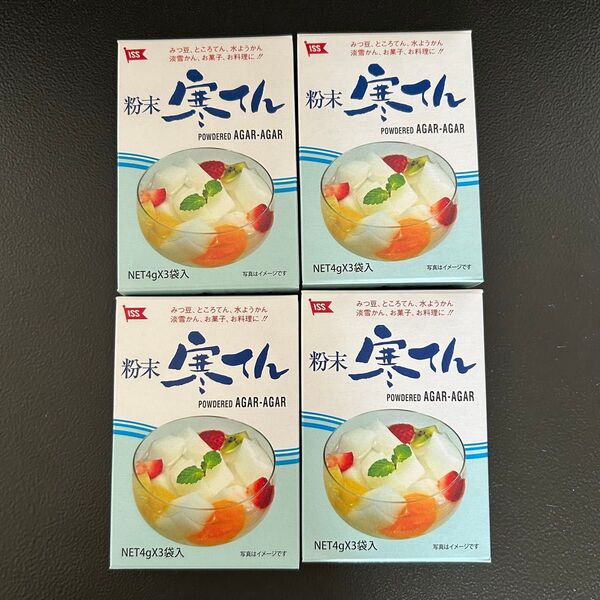 ISS
みつ豆、ところてん、水ようかん
淡雪かん、お菓子、お料理に!!
粉末 寒てん
POWDERED AGAR-AGAR
NET4gX3袋入
写真はイメージです
ISS
みつ豆、ところてん、水ようかん
淡雪かん、お菓子、お料理に!!
粉末 寒てん
POWDERED AGAR-AGAR
NET4gX3袋入
写真はイメージです
ISS
みつ豆、ところてん、水ようかん
淡雪かん、お菓子、お料理に!!
粉末 寒てん
POWDERED AGAR-AGAR
NET4gX3袋入
写真はイメージです
ISS
みつ豆、ところてん、水ようかん
淡雪かん、お菓子、お料理に!!
粉末 寒てん
POWDERED AGAR-AGAR
NET4gX3袋入
写真はイメージです